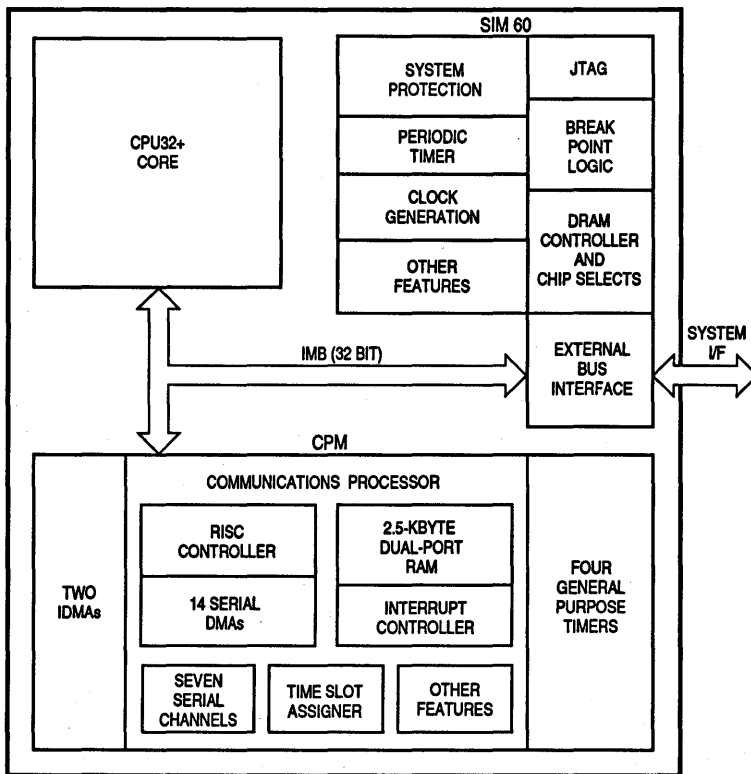 SIM 60
CPU32+
CORE
SYSTEM
PROTECTION
JTAG
PERIODIC
TIMER
BREAK
POINT
LOGIC
CLOCK
GENERATION
DRAM
CONTROLLER
AND
CHIP SELECTS
OTHER
FEATURES
IMB (32 BIT)
EXTERNAL
BUS
INTERFACE
SYSTEM
I/F
CPM
COMMUNICATIONS PROCESSOR
TWO
IDMAs
RISC
CONTROLLER
14 SERIAL
DMAs
2.5-KBYTE
DUAL-PORT
RAM
INTERRUPT
CONTROLLER
FOUR
GENERAL
PURPOSE
TIMERS
SEVEN
SERIAL
CHANNELS
TIME SLOT
ASSIGNER
OTHER
FEATURES